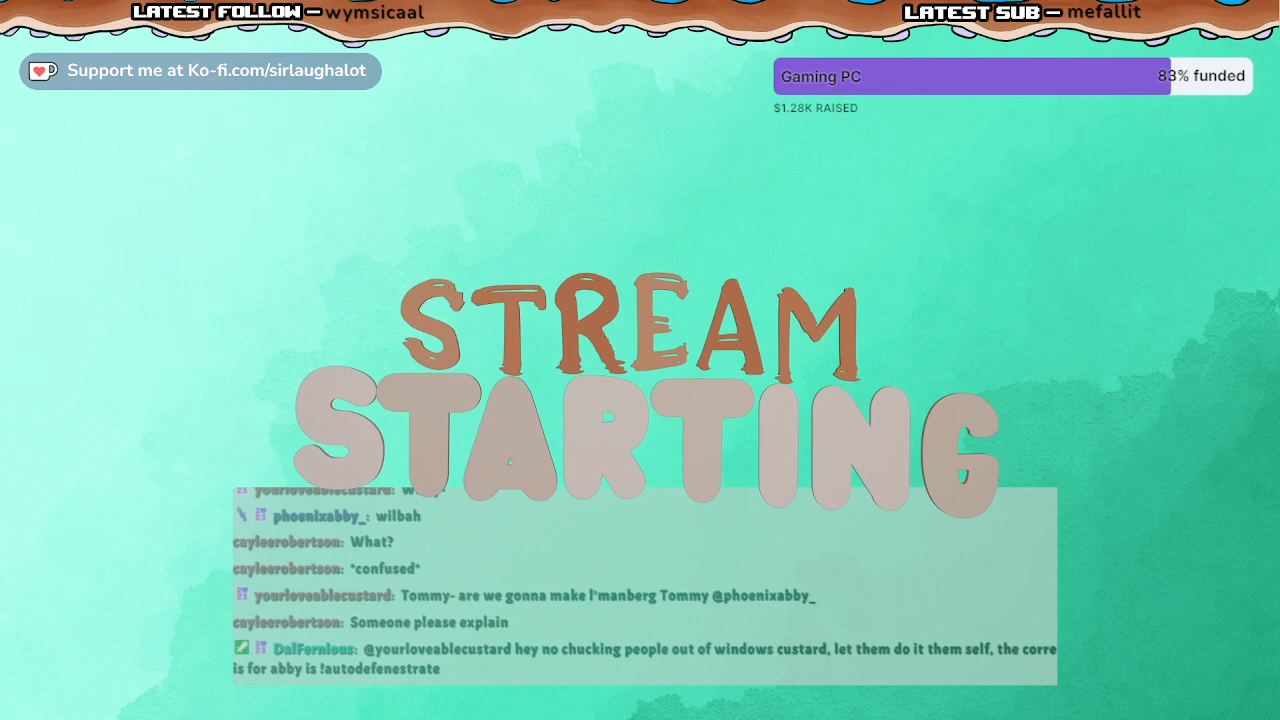 LATEST FOLLOW – wymsicaal
LATEST SUB – mefallit
Support me at Ko-fi.com/sirlaughalot
Gaming PC
83% funded
$1.28K RAISED
STREAM
STARTING
yourloveablecustard:
phoenixabby_: wilbah
cayleerobertson: What?
cayleerobertson: *confused*
yourloveablecustard: Tommy- are we gonna make l'manberg Tommy @phoenixabby_
cayleerobertson: Someone please explain
DalFernious: @yourloveablecustard hey no chucking people out of windows custard, let them do it them self, the corre
is for abby is !autodefenestrate